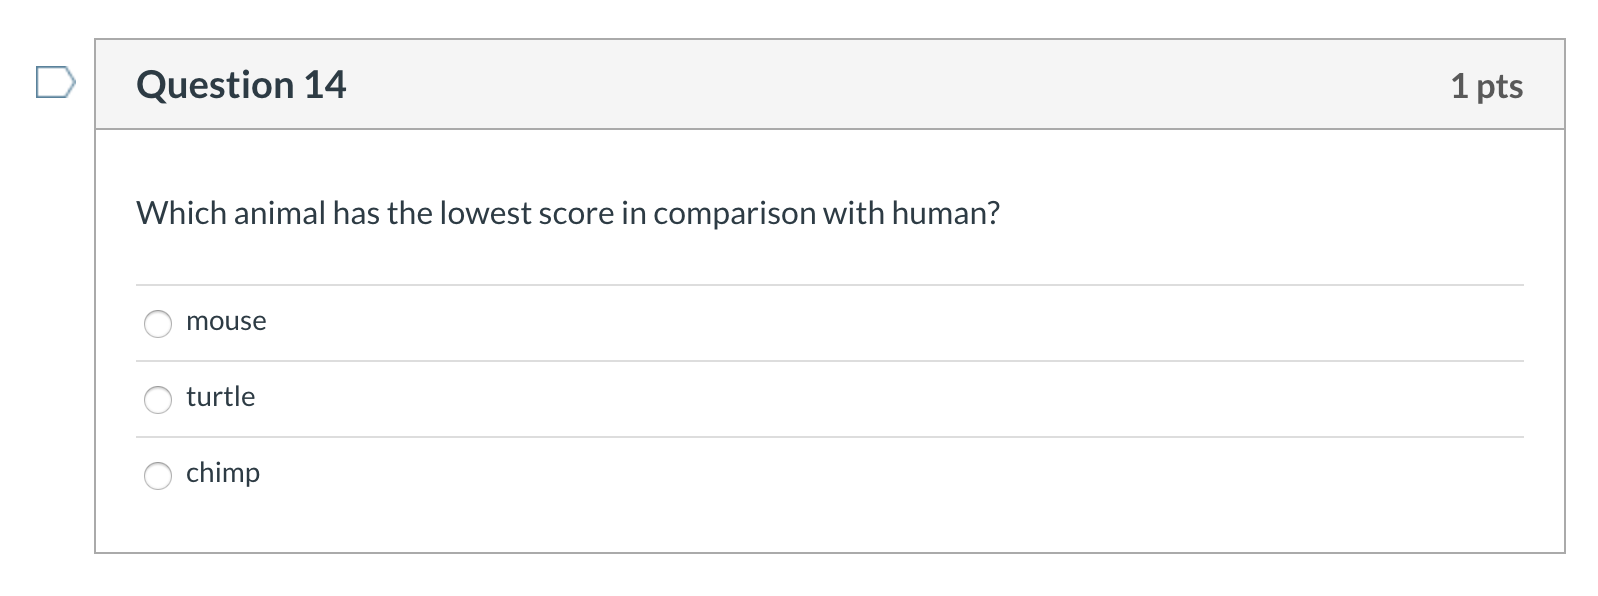 Question 14
1 pts
Which animal has the lowest score in comparison with human?
mouse
turtle
chimp